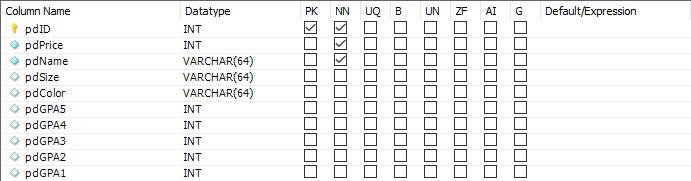 Column Name Datatype PK NN UQ B UN ZF AI G Default/Expression
pdID INT
pdPrice INT
pdName VARCHAR(64)
pdSize VARCHAR(64)
pdColor VARCHAR(64)
pdGPA5 INT
pdGPA4 INT
pdGPA3 INT
pdGPA2 INT
pdGPA1 INT